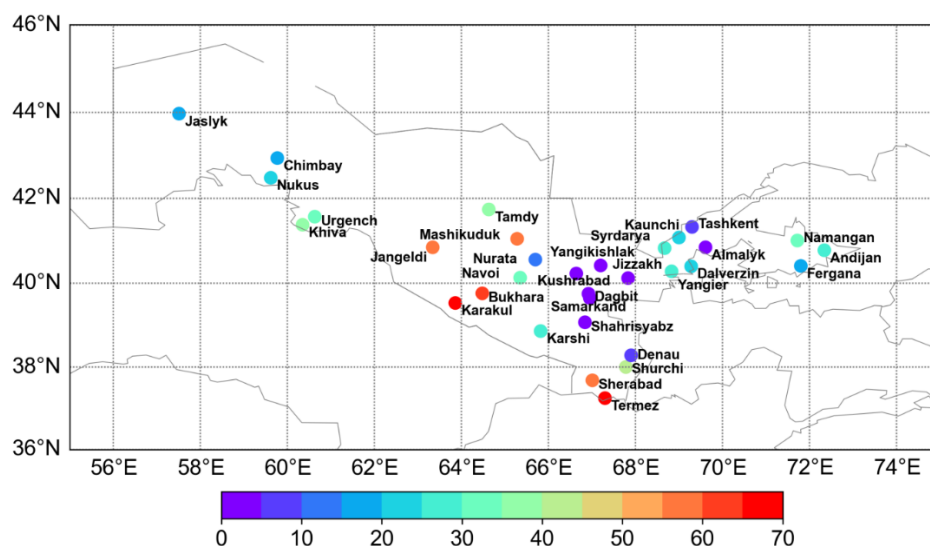 46°N
44°N
Jaslyk
Chimbay
Nukus
42°N
Urgench
Khiva
Tamdy
Kaunchi
Tashkent
Mashikuduk
Syrdarya
Namangan
Jangeldi
Yangikishlak
Almalyk
Andijan
Nurata
Jizzakh
Navoi
Kushrabad
Dalverzin
Fergana
40°N
Yangier
Bukhara
Dagbit
Karakul
Samarkand
Shahrisyabz
Karshi
38°N
Denau
Shurchi
Sherabad
Termez
36°N
56°E 58°E 60°E 62°E 64°E 66°E 68°E 70°E 72°E 74°E
0 10 20 30 40 50 60 70